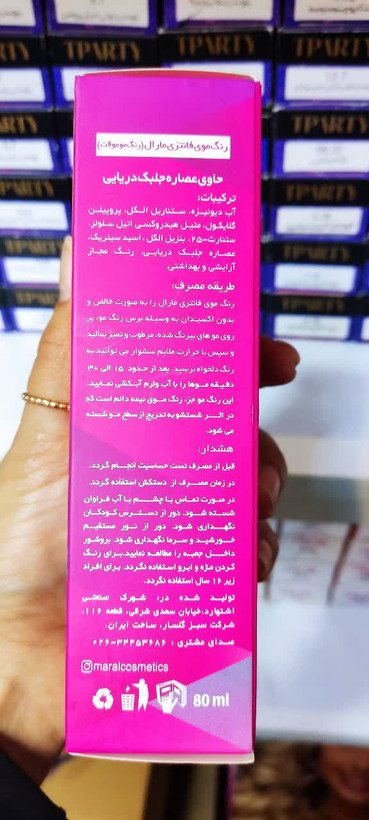 TPARTY
TPARTY
TPARTY
رنگ موی فانتزی مارال (رنگ مو موقت)
حاوی عصاره جلبک دریایی
ترکیبات:
آب دیونیزه، سستئاریل الکل، پروپیلن
گلایکول، متیل هیدروکسی اتیل سلولز،
ستئارث-۲۵، بنزیل الکل، اسید سیتریک،
عصاره جلبک دریایی، رنگ مجاز
آرایشی و بهداشتی.
طریقه مصرف:
رنگ موی فانتزی مارال را به صورت خالص و
بدون اکسیدان به وسیله برس رنگ مو، بر
روی مو های بیرنگ شده، مرطوب و تمیز بمالید
و سپس با حرارت ملایم سشوار می توانید به
رنگ دلخواه برسید. بعد از حدود ۱۵ الی ۳۰
دقیقه موها را با آب ولرم آبکشی نمایید.
این رنگ مو جزء رنگ موی نیمه دائم است که
در اثر شستشو به تدریج از سطح مو شسته
می شود.
هشدار:
قبل از مصرف تست حساسیت انجام گردد.
در زمان مصرف از دستکش استفاده گردد.
در صورت تماس با چشم با آب فراوان
شسته شود. دور از دسترس کودکان
نگهداری شود. دور از نور مستقیم
خورشید و سرما نگهداری شود. بروشور
داخل جعبه را مطالعه نمایید. برای رنگ
کردن مژه و ابرو استفاده نگردد. برای افراد
زیر ۱۶ سال استفاده نگردد.
تولید شده در: شهرک صنعتی
اشتهارد، خیابان سعدی شرقی، قطعه ۱۱۶،
شرکت سبز گلسار، ساخت ایران.
صدای مشتری: ۰۲۶-۳۴۴۵۳۶۸۶
maralcosmetics
80 ml